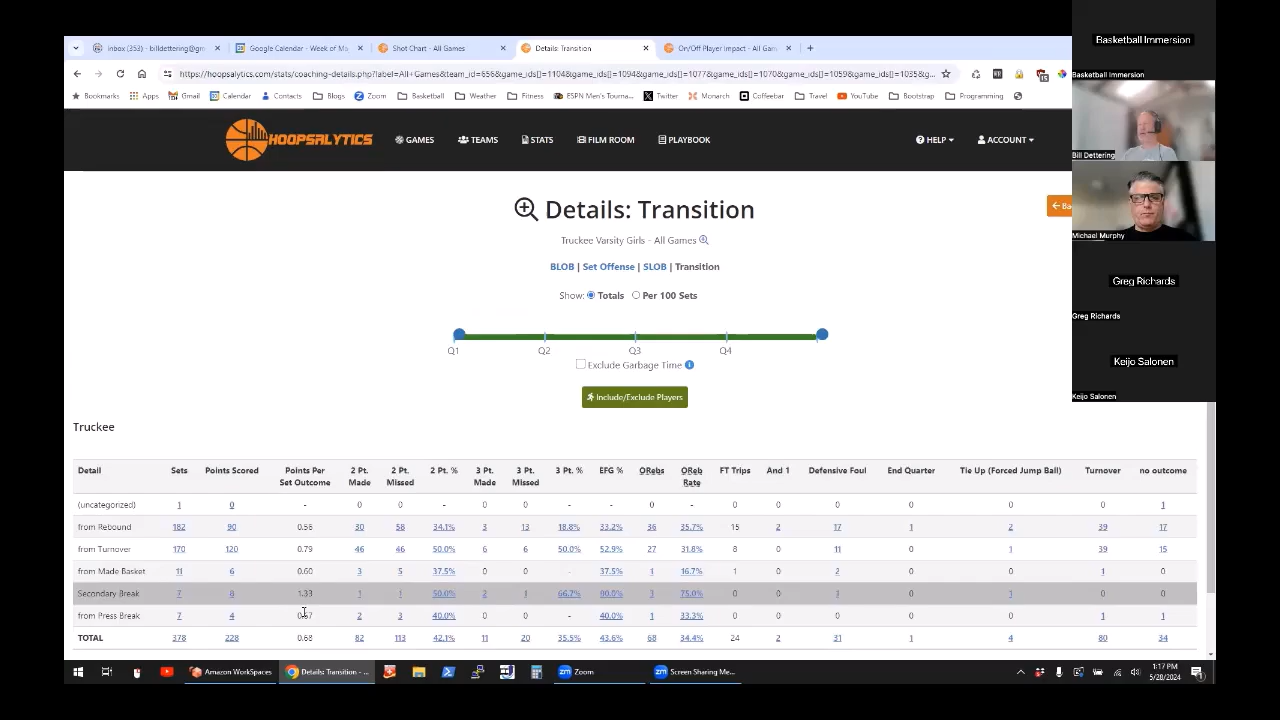 Inbox (353) - billdettering@gm
Google Calendar - Week of Ma
Shot Chart - All Games
Details: Transition
On/Off Player Impact - All Gam
https://hoopsalytics.com/stats/coaching-details.php?label=All+Games&team_id=656&game_ids[]=1104&game_ids[]=1094&game_ids[]=1077&game_ids[]=1070&game_ids[]=1059&game_ids[]=1035&g...
Bookmarks Apps Gmail Calendar Contacts Blogs Zoom Basketball Weather Fitness ESPN Men's Tourna... Twitter Monarch Coffeebar Travel YouTube Bootstrap Programming
HOOPSALYTICS GAMES TEAMS STATS FILM ROOM PLAYBOOK HELP ACCOUNT
Basketball Immersion
Basketball Immersion
Bill Dettering
Michael Murphy
Greg Richards
Greg Richards
Keijo Salonen
Keijo Salonen
Details: Transition
Truckee Varsity Girls - All Games
BLOB | Set Offense | SLOB | Transition
Show: Totals Per 100 Sets
Q1 Q2 Q3 Q4
Exclude Garbage Time
Include/Exclude Players
Truckee
Detail Sets Points Scored Points Per Set Outcome 2 Pt. Made 2 Pt. Missed 2 Pt. % 3 Pt. Made 3 Pt. Missed 3 Pt. % EFG % ORebs OReb Rate FT Trips And 1 Defensive Foul End Quarter Tie Up (Forced Jump Ball) Turnover no outcome
(uncategorized) 1 0 - 0 0 - 0 0 - - 0 - 0 0 0 0 0 0 1
from Rebound 182 90 0.56 30 58 34.1% 3 13 18.8% 33.2% 36 35.7% 15 2 17 1 2 39 17
from Turnover 170 120 0.79 46 46 50.0% 6 6 50.0% 52.9% 27 31.8% 8 0 11 0 1 39 15
from Made Basket 11 6 0.60 3 5 37.5% 0 0 - 37.5% 1 16.7% 1 0 2 0 0 1 0
Secondary Break 7 8 1.33 1 1 50.0% 2 1 66.7% 80.0% 3 75.0% 0 0 1 0 1 0 0
from Press Break 7 4 2 3 40.0% 0 0 - 40.0% 1 33.3% 0 0 0 0 0 1 1
TOTAL 378 228 0.68 82 113 42.1% 11 20 35.5% 43.6% 68 34.4% 24 2 31 1 4 80 34
Amazon WorkSpaces
Details: Transition - ...
Zoom
Screen Sharing Me...
1:17 PM
5/28/2024